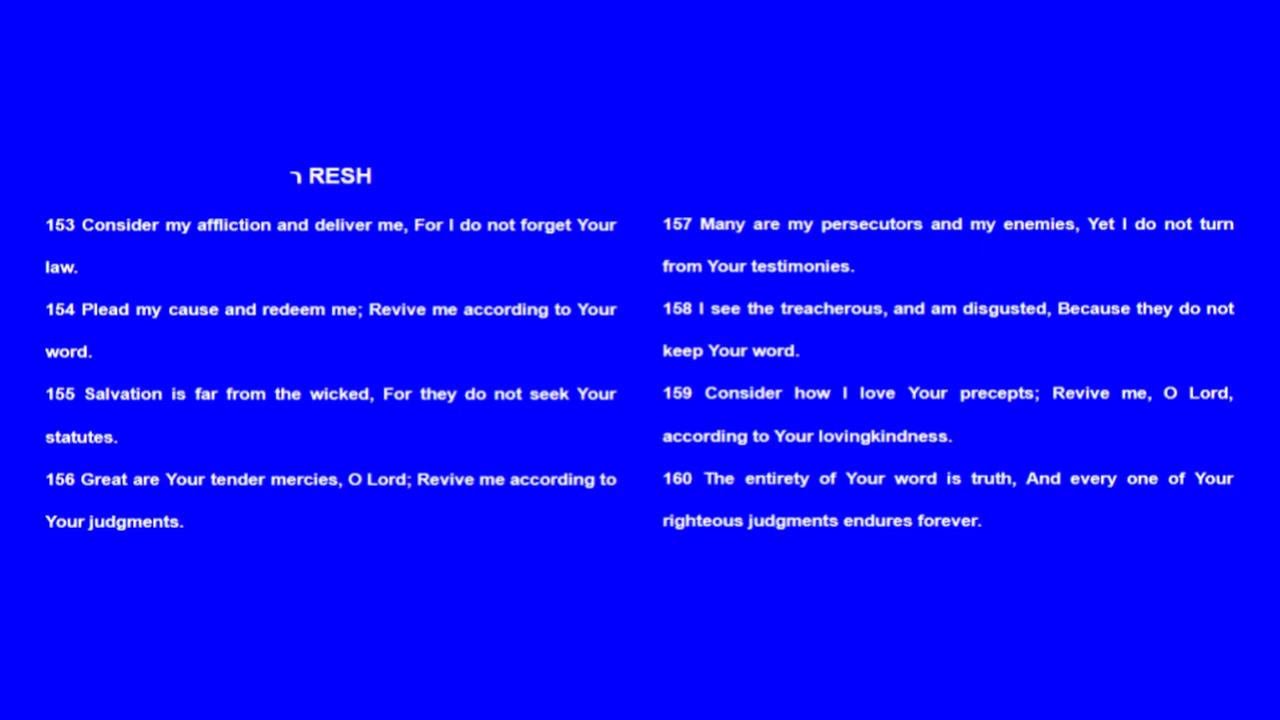 ר RESH
153 Consider my affliction and deliver me, For I do not forget Your
law.
154 Plead my cause and redeem me; Revive me according to Your
word.
155 Salvation is far from the wicked, For they do not seek Your
statutes.
156 Great are Your tender mercies, O Lord; Revive me according to
Your judgments.
157 Many are my persecutors and my enemies, Yet I do not turn
from Your testimonies.
158 I see the treacherous, and am disgusted, Because they do not
keep Your word.
159 Consider how I love Your precepts; Revive me, O Lord,
according to Your lovingkindness.
160 The entirety of Your word is truth, And every one of Your
righteous judgments endures forever.